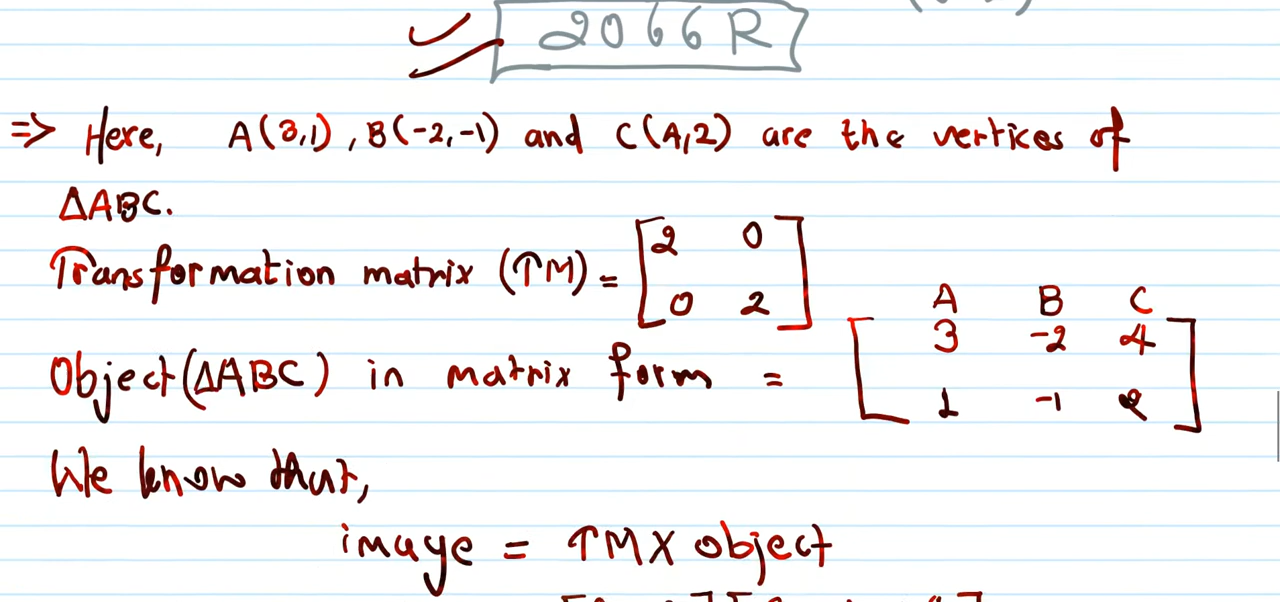 2066 R
=> Here, A(3,1), B(-2,-1) and C(4,2) are the vertices of
ΔABC.
Transformation matrix (TM) = [2 0
0 2]
A B C
Object(ΔABC) in matrix form = [3 -2 4
1 -1 2]
We know that,
image = TM X object